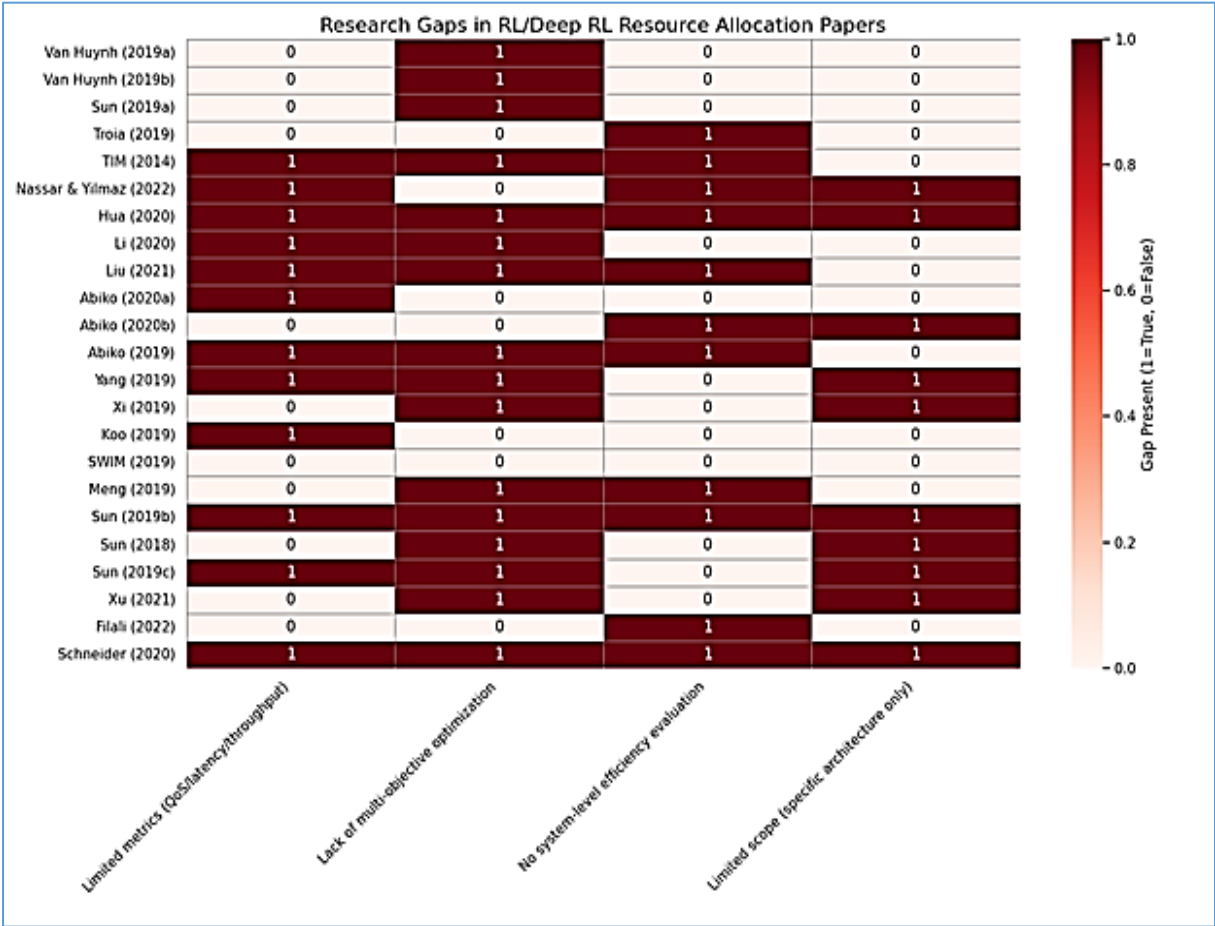 Research Gaps in RL/Deep RL Resource Allocation Papers
Van Huynh (2019a) 0 1 0 0
Van Huynh (2019b) 0 1 0 0
Sun (2019a) 0 1 0 0
Troia (2019) 0 0 1 0
TIM (2014) 1 1 1 0
Nassar & Yilmaz (2022) 1 0 1 1
Hua (2020) 1 1 1 1
Li (2020) 1 1 0 0
Liu (2021) 1 1 1 0
Abiko (2020a) 1 0 0 0
Abiko (2020b) 0 0 1 1
Abiko (2019) 1 1 1 0
Yang (2019) 1 1 0 1
Xi (2019) 0 1 0 1
Koo (2019) 1 0 0 0
SWIM (2019) 0 0 0 0
Meng (2019) 0 1 1 0
Sun (2019b) 1 1 1 1
Sun (2018) 0 1 0 1
Sun (2019c) 1 1 0 1
Xu (2021) 0 1 0 1
Filali (2022) 0 0 1 0
Schneider (2020) 1 1 1 1
Limited metrics (QoS/latency/throughput)
Lack of multi-objective optimization
No system-level efficiency evaluation
Limited scope (specific architecture only)
1.0
0.8
0.6
0.4
0.2
0.0
Gap Present (1=True, 0=False)